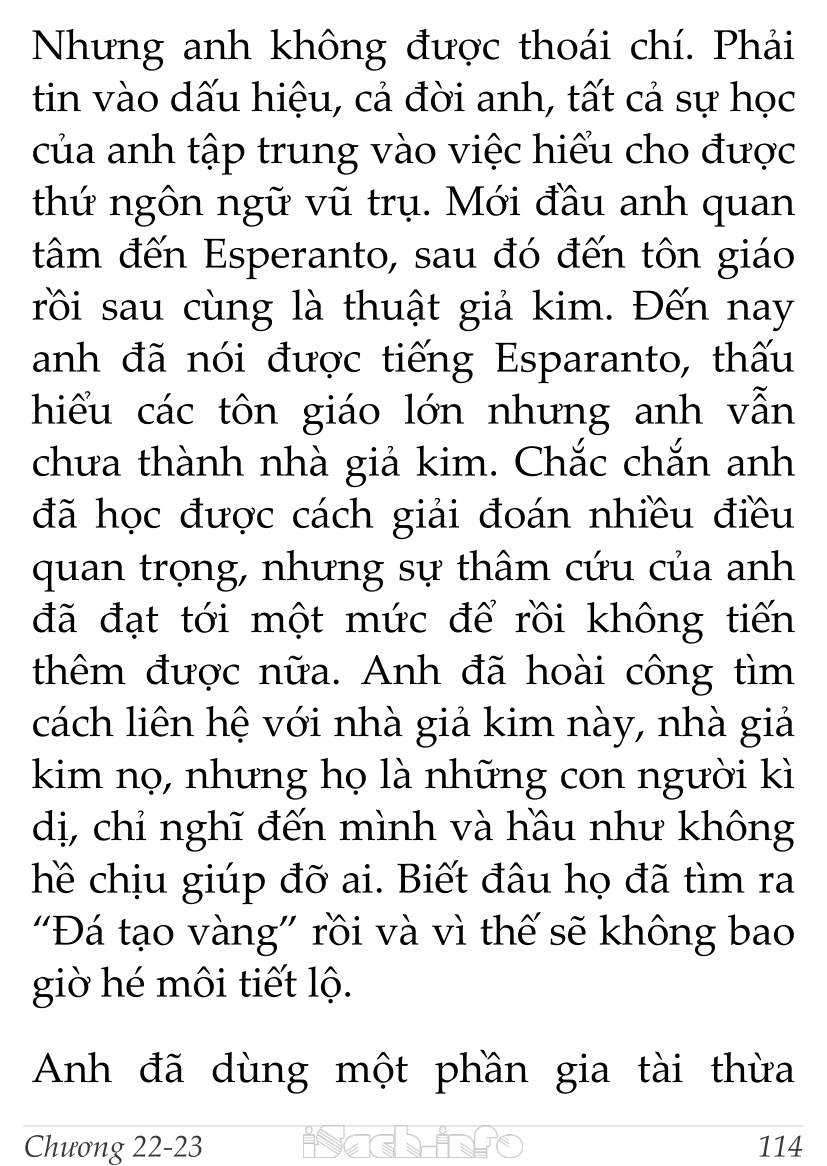 Nhưng anh không được thoái chí. Phải
tin vào dấu hiệu, cả đời anh, tất cả sự học
của anh tập trung vào việc hiểu cho được
thứ ngôn ngữ vũ trụ. Mới đầu anh quan
tâm đến Esperanto, sau đó đến tôn giáo
rồi sau cùng là thuật giả kim. Đến nay
anh đã nói được tiếng Esparanto, thấu
hiểu các tôn giáo lớn nhưng anh vẫn
chưa thành nhà giả kim. Chắc chắn anh
đã học được cách giải đoán nhiều điều
quan trọng, nhưng sự thâm cứu của anh
đã đạt tới một mức để rồi không tiến
thêm được nữa. Anh đã hoài công tìm
cách liên hệ với nhà giả kim này, nhà giả
kim nọ, nhưng họ là những con người kì
dị, chỉ nghĩ đến mình và hầu như không
hề chịu giúp đỡ ai. Biết đâu họ đã tìm ra
“Đá tạo vàng” rồi và vì thế sẽ không bao
giờ hé môi tiết lộ.
Anh đã dùng một phần gia tài thừa
Chương 22-23 iSach.info 114